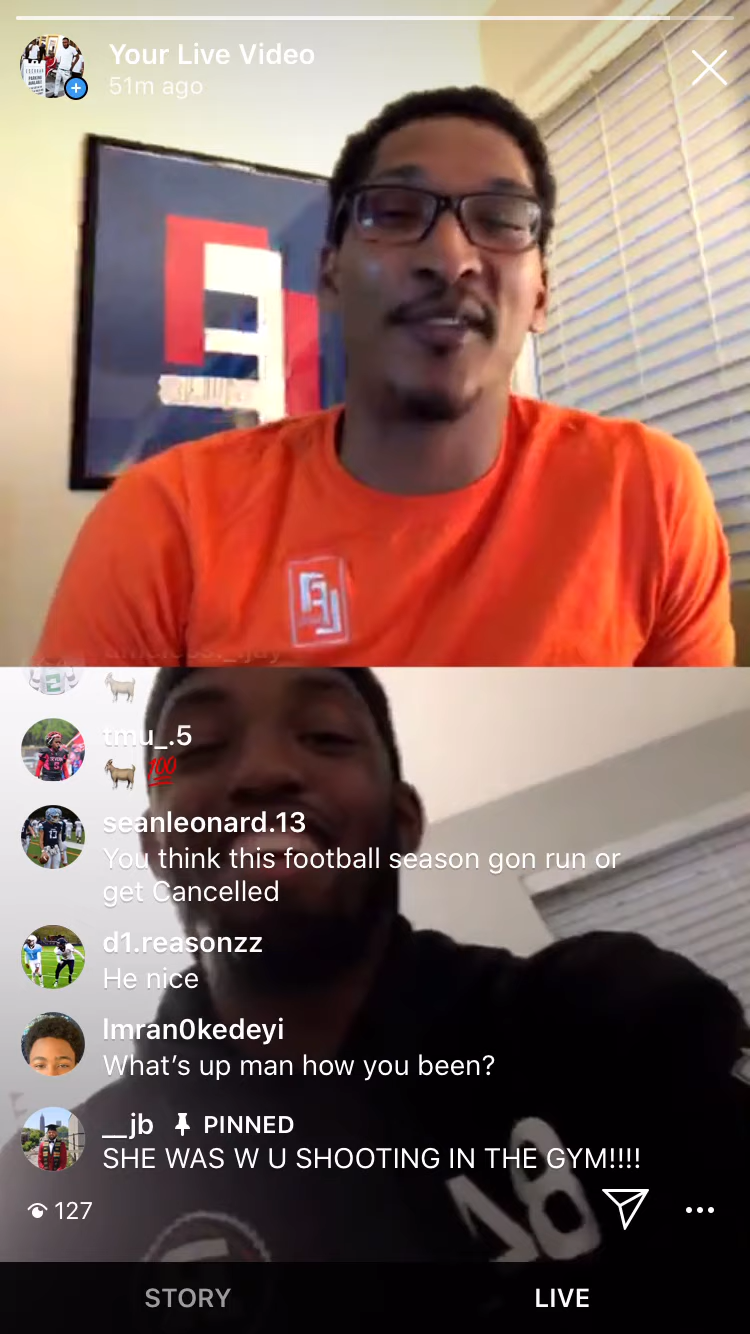 Your Live Video
51m ago
tmu_.5
💯
seanleonard.13
You think this football season gon run or
get Cancelled
d1.reasonzz
He nice
Imran0kedeyi
What's up man how you been?
__jb PINNED
SHE WAS W U SHOOTING IN THE GYM!!!!
127
STORY LIVE